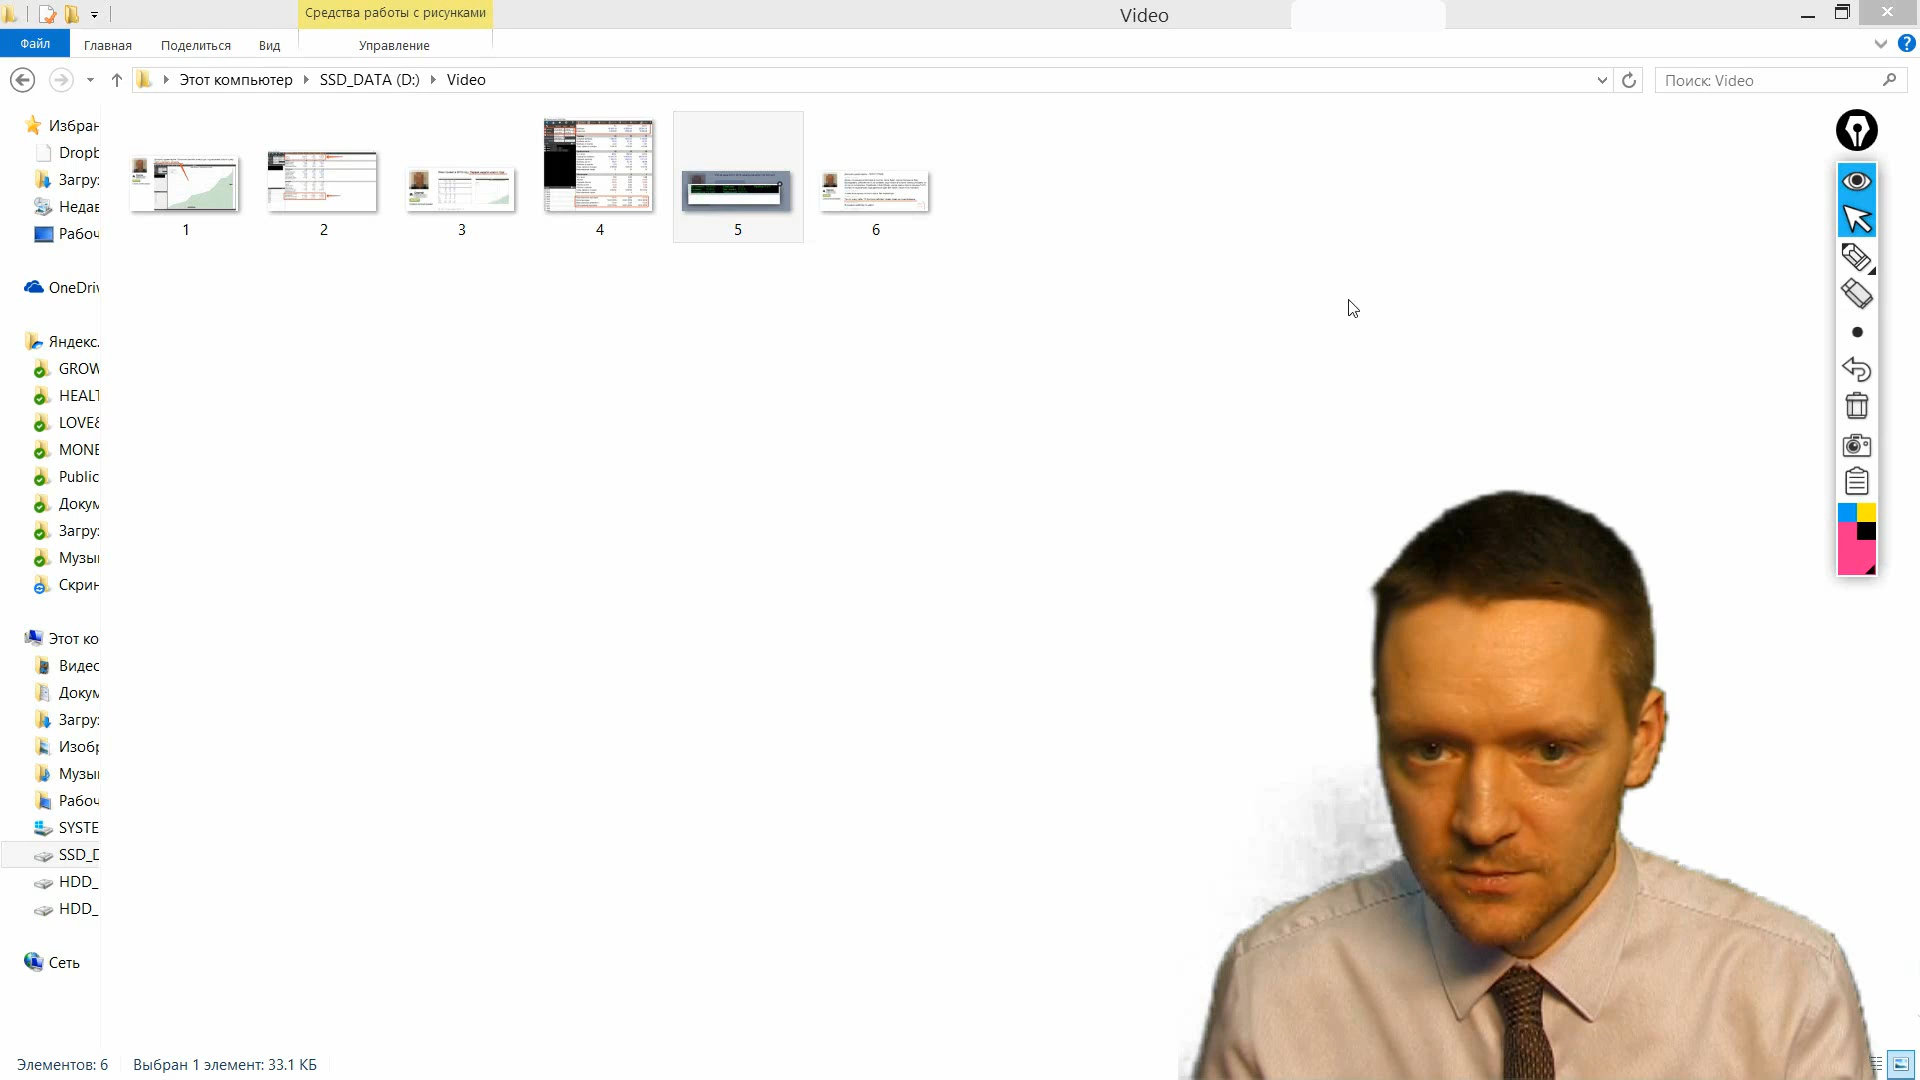 Средства работы с рисунками
Video
Файл
Главная
Поделиться
Вид
Управление
Этот компьютер
SSD_DATA (D:)
Video
Поиск: Video
Избран
Dropb
Загру
Недав
Рабоч
OneDriv
Яндекс.
GROW
HEALT
LOVE&
MONE
Public
Докум
Загру
Музы
Скрин
Этот ко
Видес
Докум
Загру
Изобр
Музы
Рабоч
SYSTE
SSD_D
HDD_
HDD_
Сеть
1
2
3
4
5
6
Элементов: 6
Выбран 1 элемент: 33.1 КБ